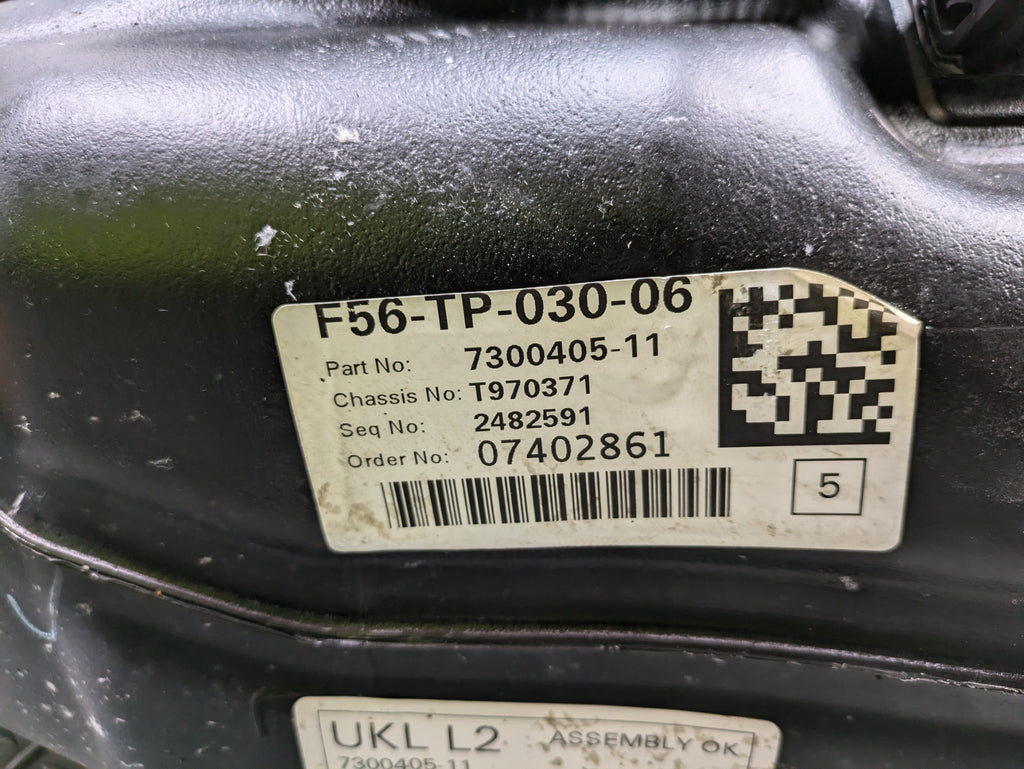 F56-TP-030-06
Part No: 7300405-11
Chassis No: T970371
Seq No: 2482591
Order No: 07402861
5
UKL L2 ASSEMBLY OK
7300405-11